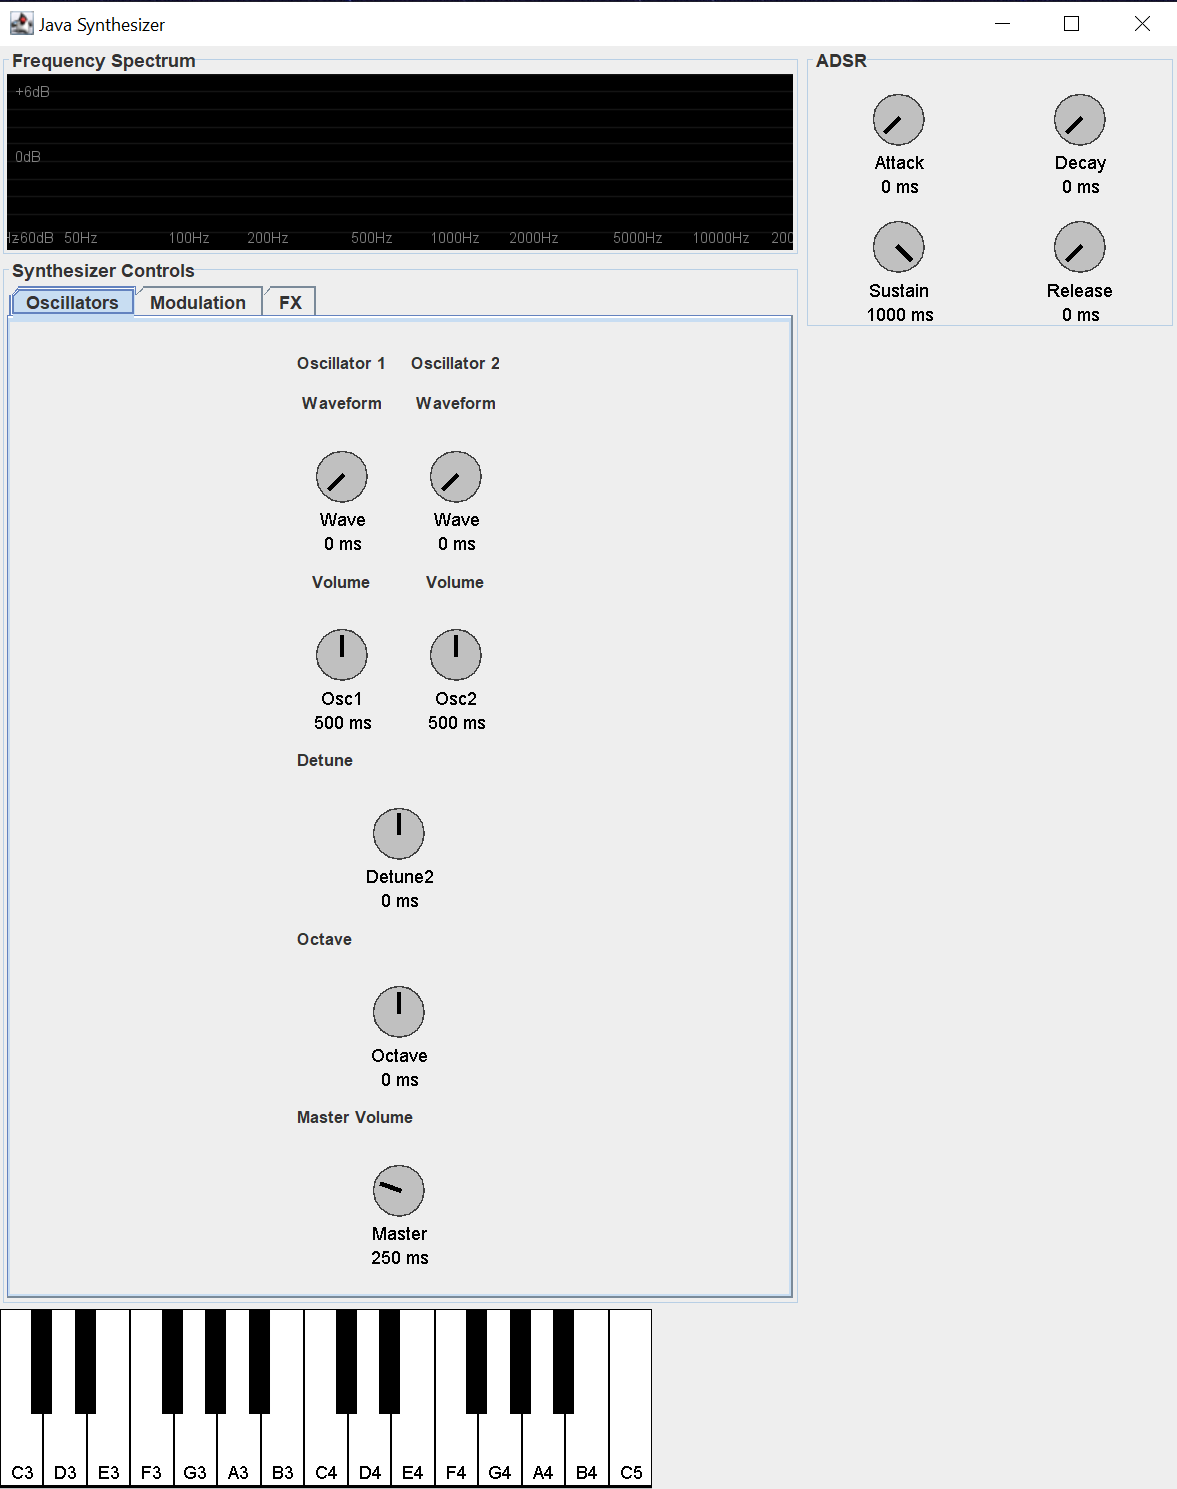 Java Synthesizer
Frequency Spectrum
+6dB
0dB
Hz-60dB 50Hz 100Hz 200Hz 500Hz 1000Hz 2000Hz 5000Hz 10000Hz 200
ADSR
Attack Decay
0 ms 0 ms
Sustain Release
1000 ms 0 ms
Synthesizer Controls
Oscillators Modulation FX
Oscillator 1 Oscillator 2
Waveform Waveform
Wave Wave
0 ms 0 ms
Volume Volume
Osc1 Osc2
500 ms 500 ms
Detune
Detune2
0 ms
Octave
Octave
0 ms
Master Volume
Master
250 ms
C3 D3 E3 F3 G3 A3 B3 C4 D4 E4 F4 G4 A4 B4 C5